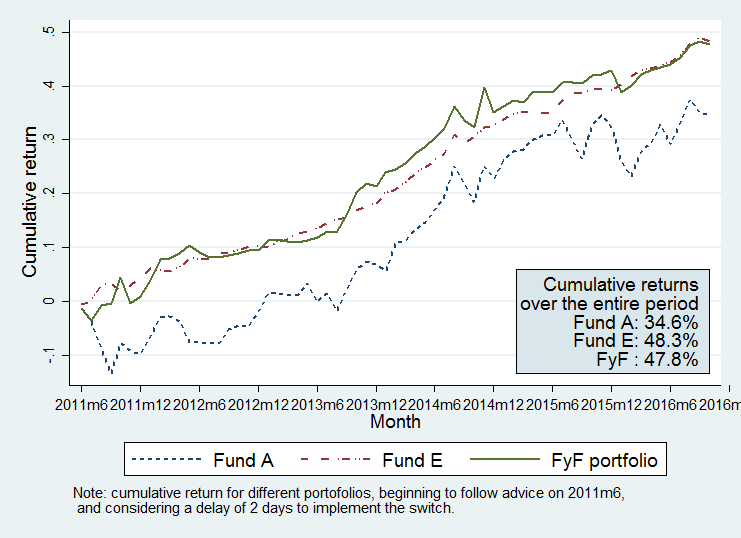 .5
.4
.3
.2
.1
0
-.1
Cumulative return
Cumulative returns
over the entire period
Fund A: 34.6%
Fund E: 48.3%
FyF : 47.8%
2011m6 2011m12 2012m6 2012m12 2013m6 2013m12 2014m6 2014m12 2015m6 2015m12 2016m6 2016m
Month
Fund A Fund E FyF portfolio
Note: cumulative return for different portofolios, beginning to follow advice on 2011m6,
and considering a delay of 2 days to implement the switch.